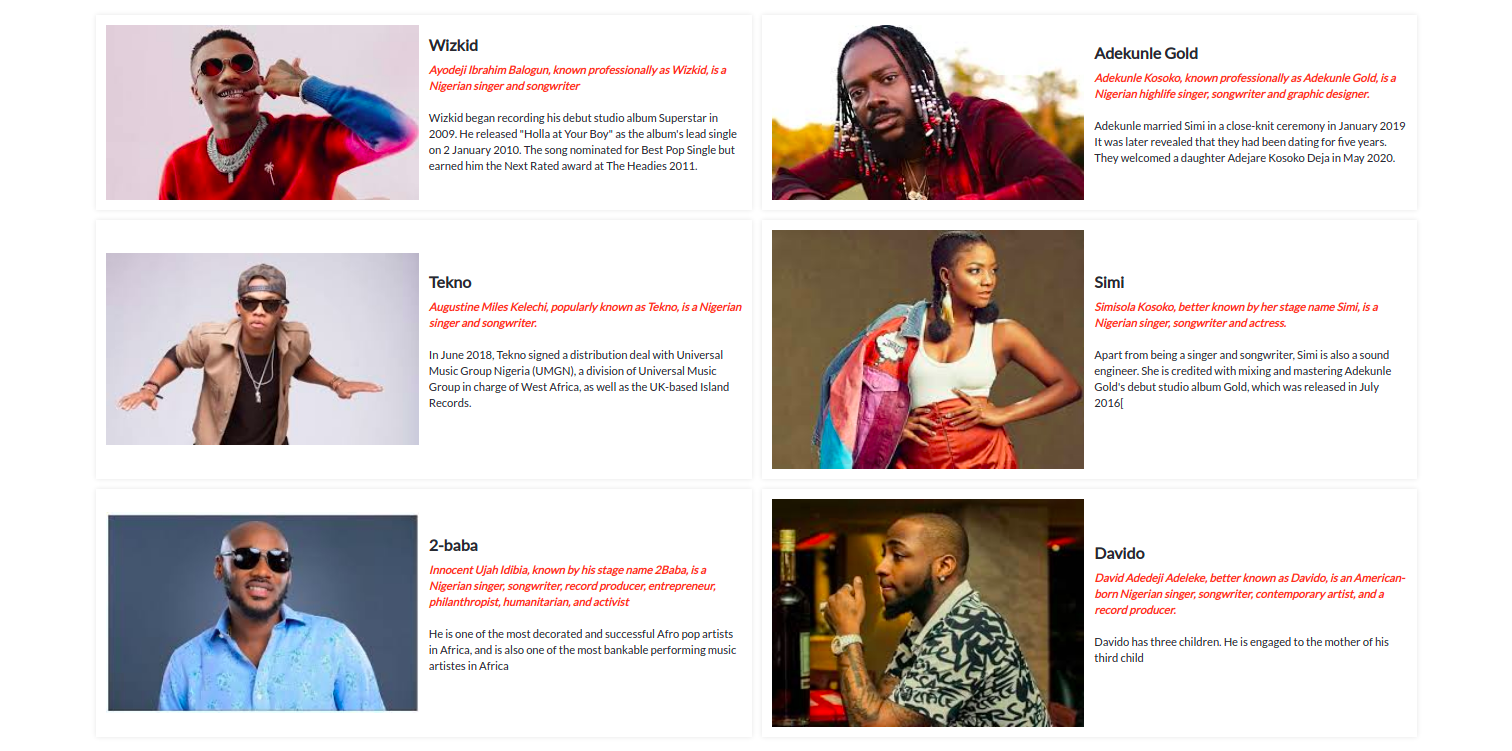 Wizkid
Ayodeji Ibrahim Balogun, known professionally as Wizkid, is a
Nigerian singer and songwriter
Wizkid began recording his debut studio album Superstar in
2009. He released "Holla at Your Boy" as the album's lead single
on 2 January 2010. The song nominated for Best Pop Single but
earned him the Next Rated award at The Headies 2011.
Adekunle Gold
Adekunle Kosoko, known professionally as Adekunle Gold, is a
Nigerian highlife singer, songwriter and graphic designer.
Adekunle married Simi in a close-knit ceremony in January 2019
It was later revealed that they had been dating for five years.
They welcomed a daughter Adejare Kosoko Deja in May 2020.
Tekno
Augustine Miles Kelechi, popularly known as Tekno, is a Nigerian
singer and songwriter.
In June 2018, Tekno signed a distribution deal with Universal
Music Group Nigeria (UMGN), a division of Universal Music
Group in charge of West Africa, as well as the UK-based Island
Records.
Simi
Simisola Kosoko, better known by her stage name Simi, is a
Nigerian singer, songwriter and actress.
Apart from being a singer and songwriter, Simi is also a sound
engineer. She is credited with mixing and mastering Adekunle
Gold's debut studio album Gold, which was released in July
2016[
2-baba
Innocent Ujah Idibia, known by his stage name 2Baba, is a
Nigerian singer, songwriter, record producer, entrepreneur,
philanthropist, humanitarian, and activist
He is one of the most decorated and successful Afro pop artists
in Africa, and is also one of the most bankable performing music
artistes in Africa
Davido
David Adedeji Adeleke, better known as Davido, is an American-
born Nigerian singer, songwriter, contemporary artist, and a
record producer.
Davido has three children. He is engaged to the mother of his
third child